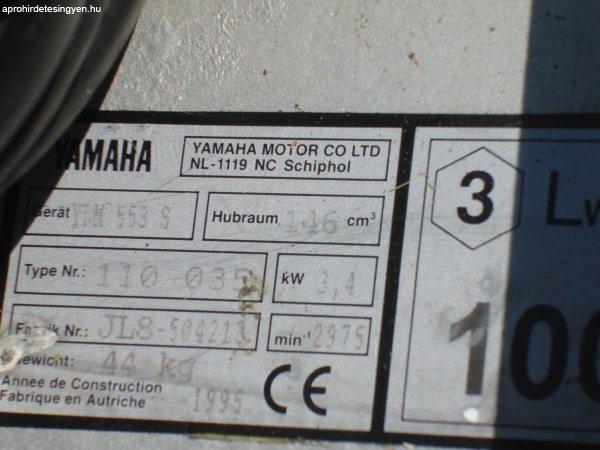 aprohirdetesingyen.hu
YAMAHA
YAMAHA MOTOR CO LTD
NL-1119 NC Schiphol
Gerät YLM 553 S
Hubraum 146 cm³
Type Nr.: 110 035
kW 3,4
Fabrik Nr.: JL8-504213
min⁻¹ 2975
Gewicht: 44 kg
Annee de Construction
Fabrique en Autriche 1995
CE
3
100